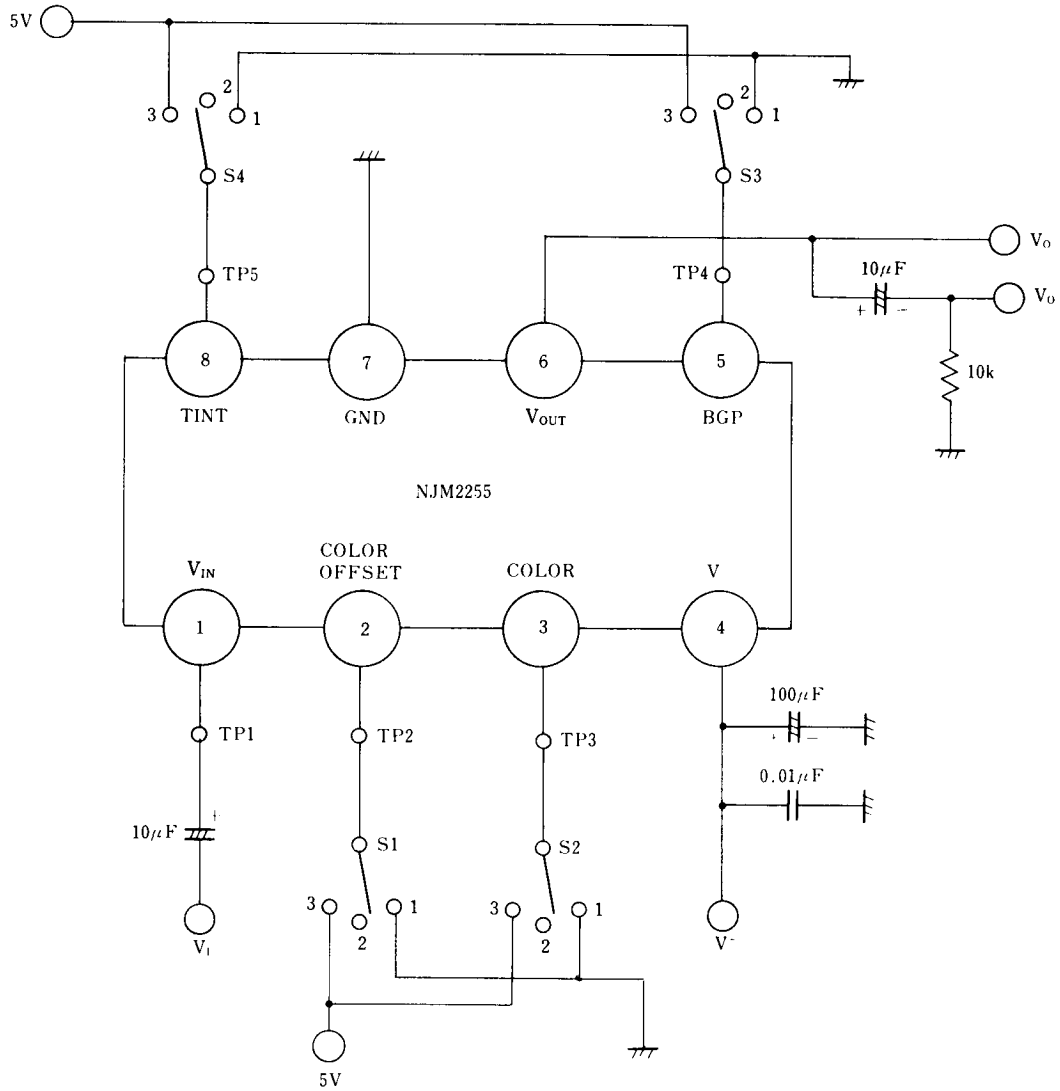 5V
2
3
1
S4
2
3
1
S3
TP5
TP4
10μF
+
−
Vo
Vo
10k
8
7
6
5
TINT
GND
VOUT
BGP
NJM2255
VIN
COLOR
OFFSET
COLOR
V
1
2
3
4
TP1
TP2
TP3
100μF
+
−
0.01μF
10μF
+
S1
S2
3
1
2
3
1
2
5V